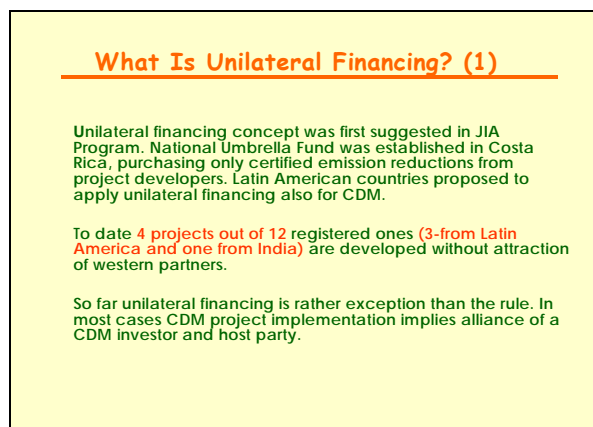 What Is Unilateral Financing? (1)
Unilateral financing concept was first suggested in JIA
Program. National Umbrella Fund was established in Costa
Rica, purchasing only certified emission reductions from
project developers. Latin American countries proposed to
apply unilateral financing also for CDM.
To date 4 projects out of 12 registered ones (3-from Latin
America and one from India) are developed without attraction
of western partners.
So far unilateral financing is rather exception than the rule. In
most cases CDM project implementation implies alliance of a
CDM investor and host party.